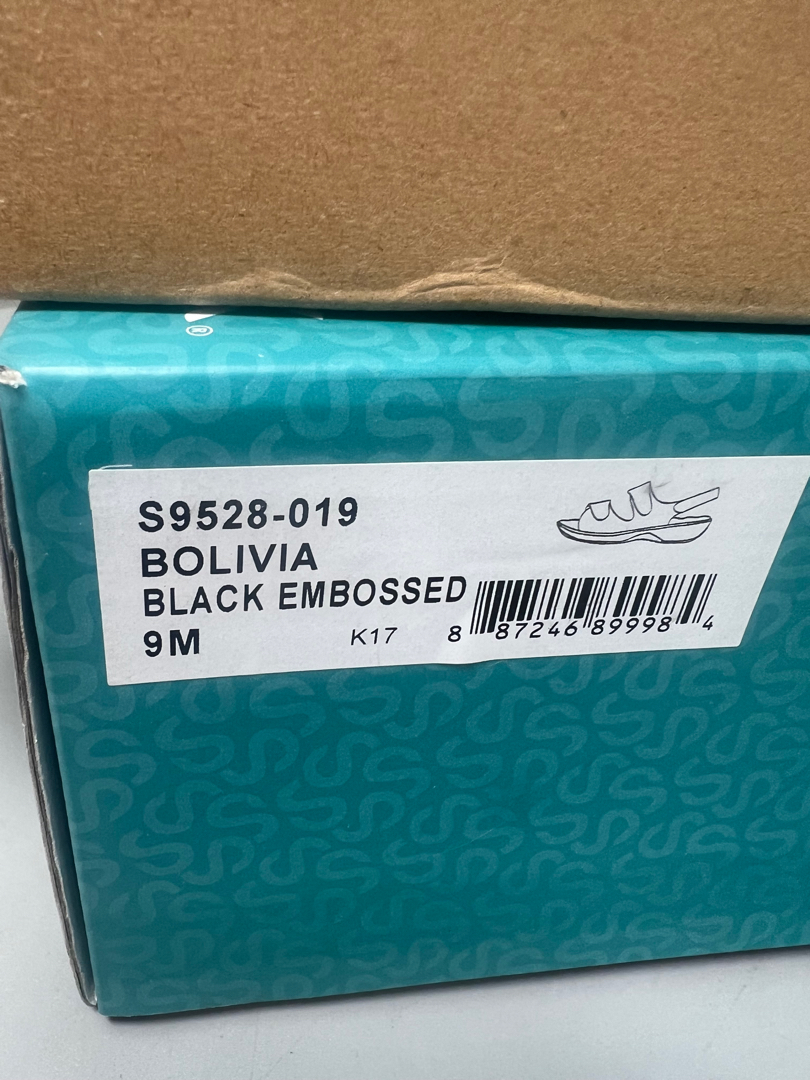 S9528-019
BOLIVIA
BLACK EMBOSSED
9M K17 8 87246 89998 4